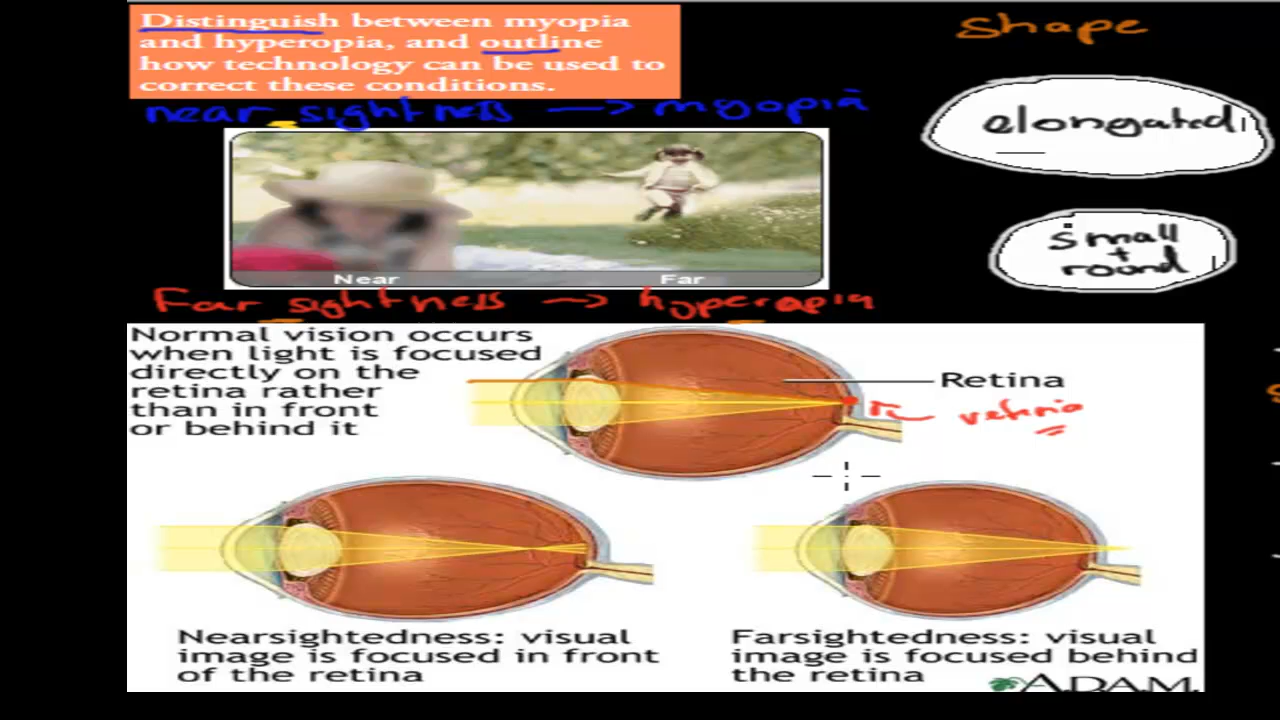 Distinguish between myopia
and hyperopia, and outline
how technology can be used to
correct these conditions.
shape
near sightness → myopia
elongated
small
+
round
Near Far
Far sightness → hyperapia
Normal vision occurs
when light is focused
directly on the
retina rather
than in front
or behind it
Retina
retina
Nearsightedness: visual
image is focused in front
of the retina
Farsightedness: visual
image is focused behind
the retina
A.D.A.M.